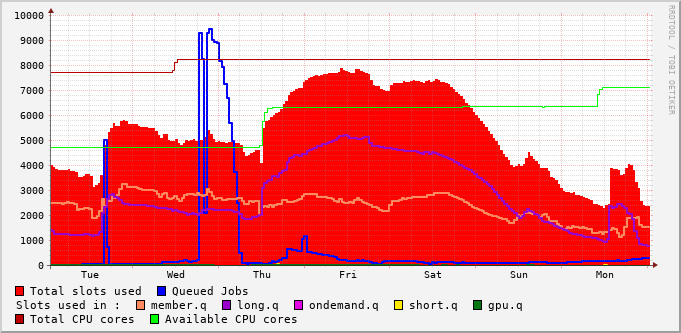 10000
9000
8000
7000
6000
5000
4000
3000
2000
1000
0
Tue Wed Thu Fri Sat Sun Mon
RRDTOOL / TOBI OETIKER
Total slots used Queued Jobs
Slots used in : member.q long.q ondemand.q short.q gpu.q
Total CPU cores Available CPU cores